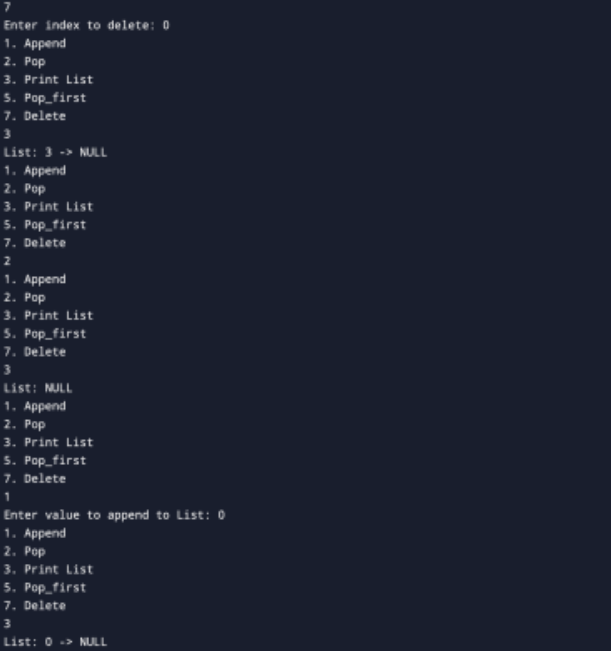 7
Enter index to delete: 0
1. Append
2. Pop
3. Print List
5. Pop_first
7. Delete
3
List: 3 -> NULL
1. Append
2. Pop
3. Print List
5. Pop_first
7. Delete
2
1. Append
2. Pop
3. Print List
5. Pop_first
7. Delete
3
List: NULL
1. Append
2. Pop
3. Print List
5. Pop_first
7. Delete
1
Enter value to append to List: 0
1. Append
2. Pop
3. Print List
5. Pop_first
7. Delete
3
List: 0 -> NULL